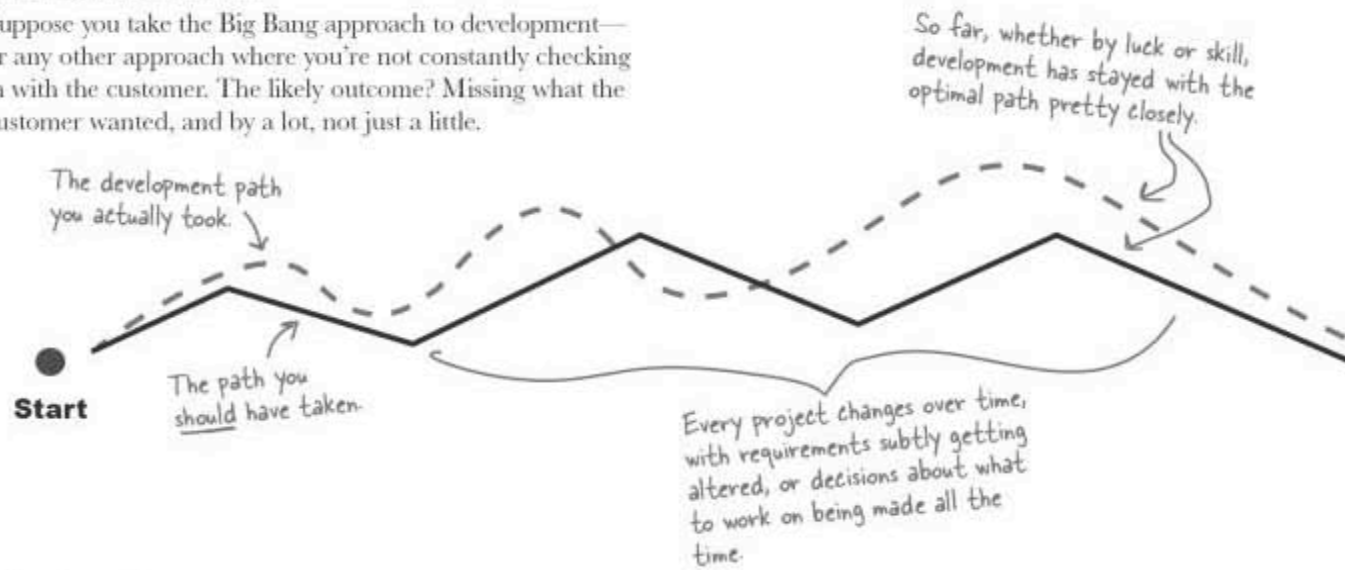 uppose you take the Big Bang approach to development—
r any other approach where you're not constantly checking
n with the customer. The likely outcome? Missing what the
ustomer wanted, and by a lot, not just a little.
So far, whether by luck or skill,
development has stayed with the
optimal path pretty closely.
The development path
you actually took.
Start
The path you
should have taken.
Every project changes over time,
with requirements subtly getting
altered, or decisions about what
to work on being made all the
time.